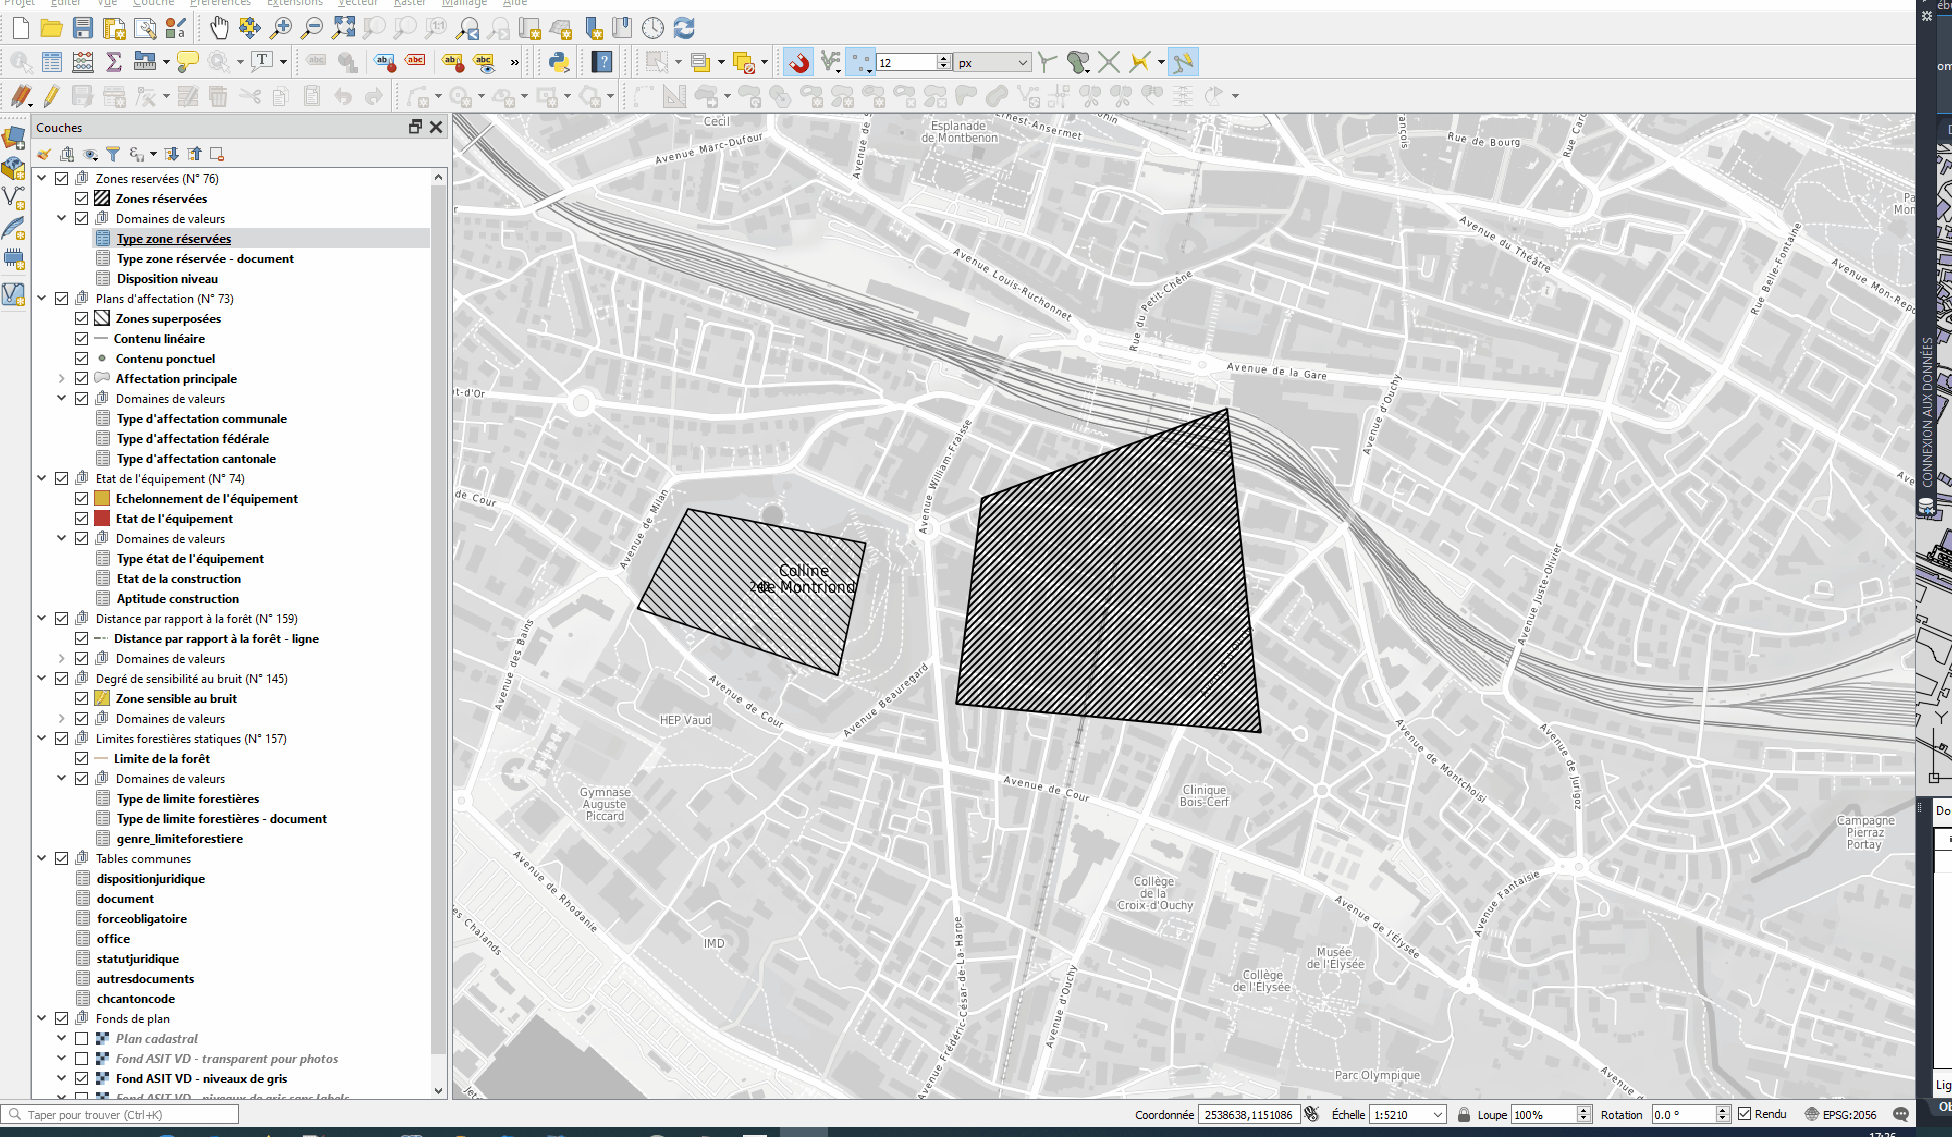 Projet Editer Vue Couche Préférences Extensions Vecteur Raster Maillage Aide
12 px
Couches
Zones reservées (N° 76)
Zones réservées
Domaines de valeurs
Type zone réservées
Type zone réservée - document
Disposition niveau
Plans d'affectation (N° 73)
Zones superposées
Contenu linéaire
Contenu ponctuel
Affectation principale
Domaines de valeurs
Type d'affectation communale
Type d'affectation fédérale
Type d'affectation cantonale
Etat de l'équipement (N° 74)
Echelonnement de l'équipement
Etat de l'équipement
Domaines de valeurs
Type état de l'équipement
Etat de la construction
Aptitude construction
Distance par rapport à la forêt (N° 159)
Distance par rapport à la forêt - ligne
Domaines de valeurs
Degré de sensibilité au bruit (N° 145)
Zone sensible au bruit
Domaines de valeurs
Limites forestières statiques (N° 157)
Limite de la forêt
Domaines de valeurs
Type de limite forestières
Type de limite forestières - document
genre_limiteforestiere
Tables communes
dispositionjuridique
document
forceobligatoire
office
statutjuridique
autresdocuments
chcantoncode
Fonds de plan
Plan cadastral
Fond ASIT VD - transparent pour photos
Fond ASIT VD - niveaux de gris
Fond ASIT VD - niveaux de gris sans labels
Cecil
Esplanade
de Montbenon
Avenue Marc-Dufour
Rue de Bourg
Avenue du Théâtre
Rue Belle-Fontaine
Avenue Mon-Repo
Avenue Louis-Ruchonnet
Rue du Petit-Chêne
Avenue de la Gare
Avenue d'Ouchy
Avenue William-Fraisse
Avenue de Milan
de Cour
Colline
de Montriond
Avenue des Bains
HEP Vaud
Avenue de Cour
Avenue Beauregard
Avenue Juste-Olivier
Avenue de Montchoisi
Avenue de Jurigoz
Gymnase
Auguste
Piccard
Avenue de Cour
Clinique
Bois-Cerf
Campagne
Pierraz
Portay
Avenue de Rhodanie
Collège
de la
Croix-d'Ouchy
Avenue de l'Élysée
Avenue Fantaisie
IMD
Avenue Frédéric-César-de-La-Harpe
Avenue d'Ouchy
Musée
de l'Élysée
Collège
de l'Élysée
Parc Olympique
CONNEXION AUX DONNÉES
Taper pour trouver (Ctrl+K)
Coordonnée 2538638,1151086 Échelle 1:5210 Loupe 100% Rotation 0.0 ° Rendu EPSG:2056